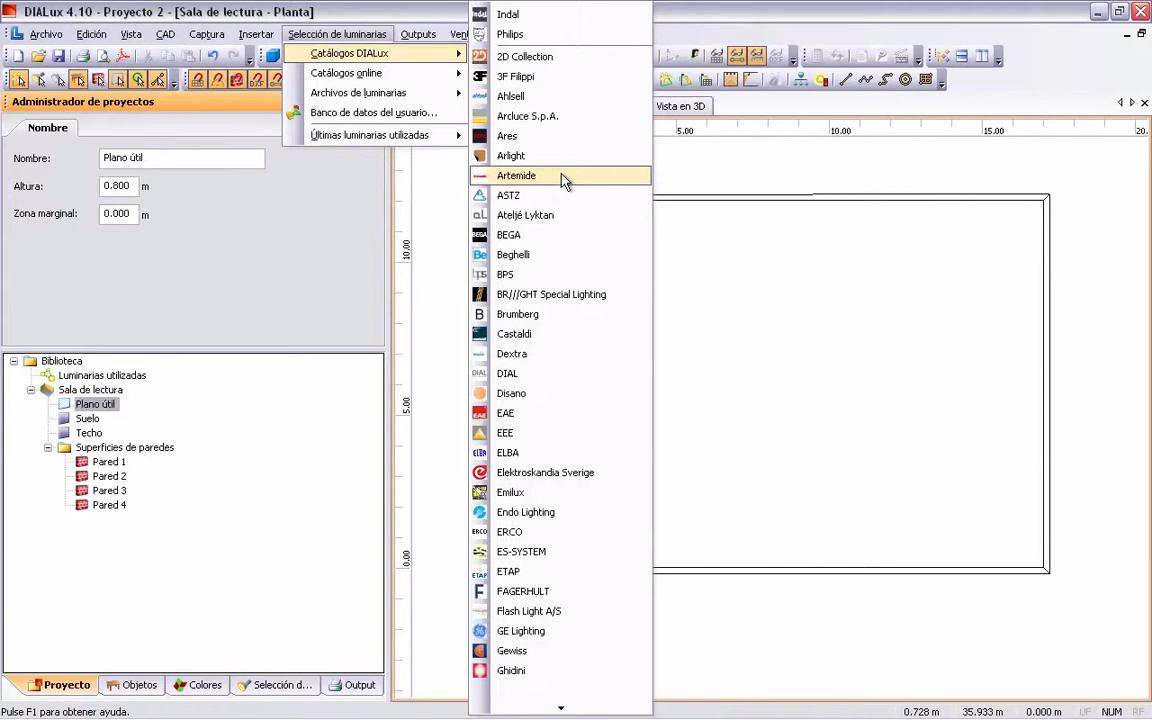 DIALux 4.10 - Proyecto 2 - [Sala de lectura - Planta]
Archivo Edición Vista CAD Captura Insertar Selección de luminarias Outputs
Administrador de proyectos
Nombre
Nombre: Plano útil
Altura: 0.800 m
Zona marginal: 0.000 m
Catálogos DIALux
Catálogos online
Archivos de luminarias
Banco de datos del usuario...
Últimas luminarias utilizadas
Indal
Philips
2D Collection
3F Filippi
Ahlsell
Arcluce S.p.A.
Ares
Arlight
Artemide
ASTZ
Ateljé Lyktan
BEGA
Beghelli
BPS
BR///GHT Special Lighting
Brumberg
Castaldi
Dextra
DIAL
Disano
EAE
EEE
ELBA
Elektroskandia Sverige
Emilux
Endo Lighting
ERCO
ES-SYSTEM
ETAP
FAGERHULT
Flash Light A/S
GE Lighting
Gewiss
Ghidini
Vista en 3D
5.00 10.00 15.00 20.
10.00
5.00
0.00
Biblioteca
Luminarias utilizadas
Sala de lectura
Plano útil
Suelo
Techo
Superficies de paredes
Pared 1
Pared 2
Pared 3
Pared 4
Proyecto Objetos Colores Selección d... Output
Pulse F1 para obtener ayuda. 0.728 m 35.933 m 0.000 m UF NUM RF